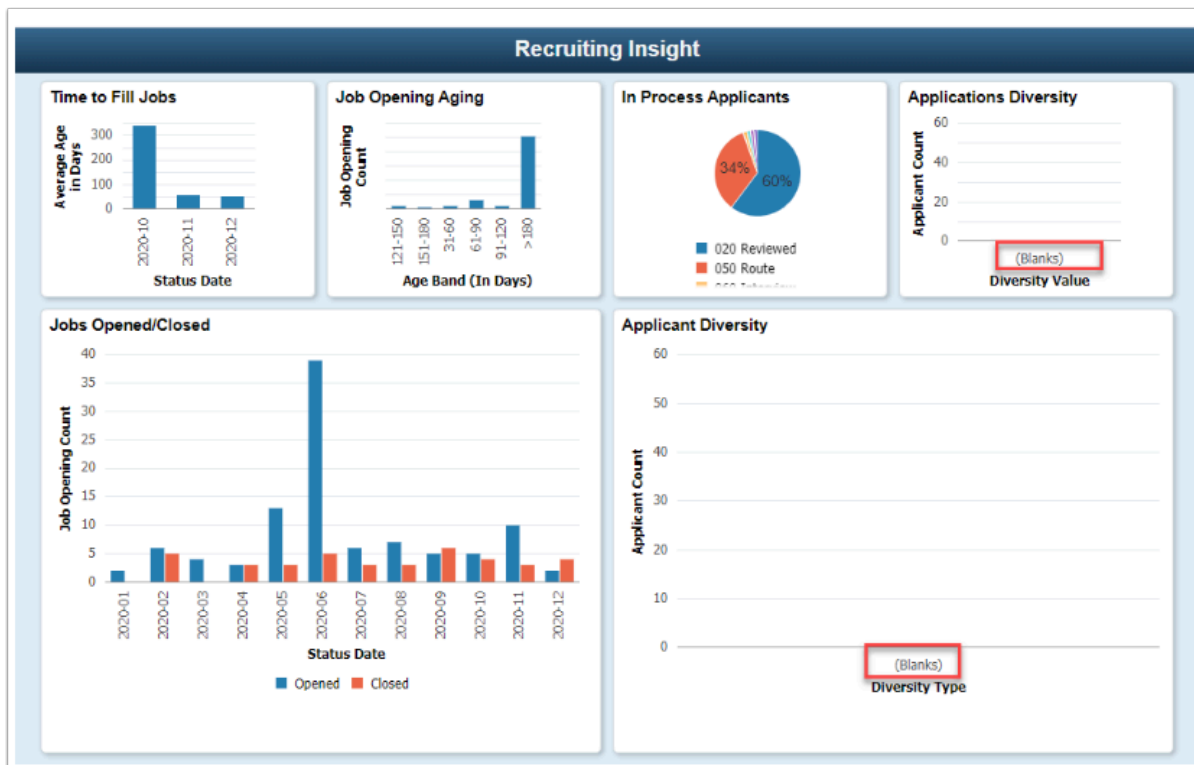 Recruiting Insight
Time to Fill Jobs
Average Age
in Days
300
200
100
0
2020-10
2020-11
2020-12
Status Date
Job Opening Aging
Job Opening
Count
121-150
151-180
31-60
61-90
91-120
>180
Age Band (In Days)
In Process Applicants
34%
60%
020 Reviewed
050 Route
060 Interview
Applications Diversity
Applicant Count
60
40
20
0
(Blanks)
Diversity Value
Jobs Opened/Closed
Job Opening Count
40
35
30
25
20
15
10
5
0
2020-01
2020-02
2020-03
2020-04
2020-05
2020-06
2020-07
2020-08
2020-09
2020-10
2020-11
2020-12
Status Date
Opened Closed
Applicant Diversity
Applicant Count
60
50
40
30
20
10
0
(Blanks)
Diversity Type